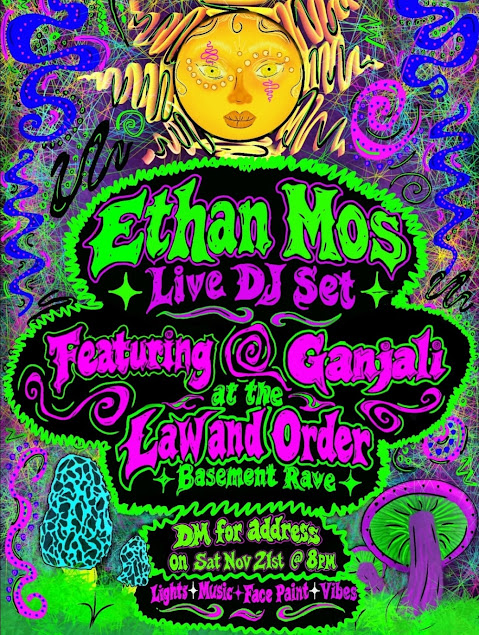 Ethan Mos
Live DJ Set
Featuring @ Ganjali
at the
Law and Order
Basement Rave
DM for address
on Sat Nov 21st @ 8PM
Lights✦Music✦Face Paint✦Vibes